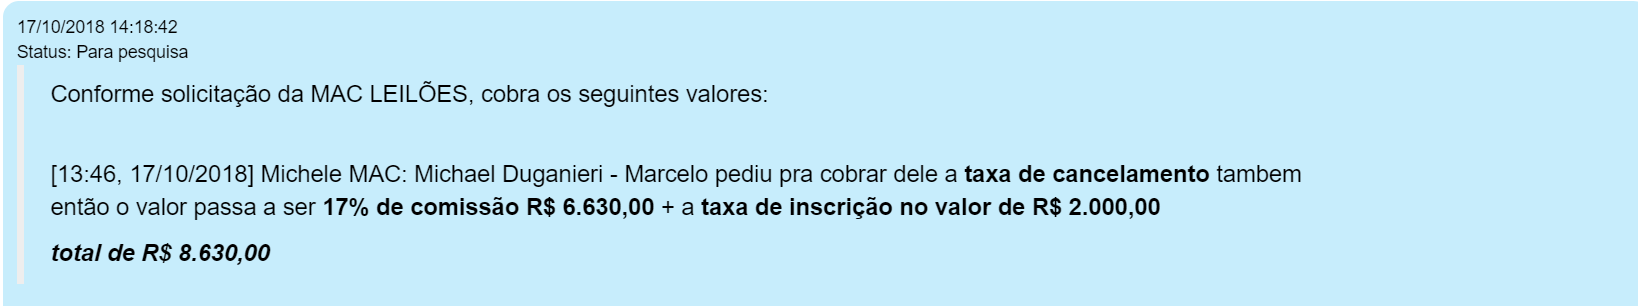 17/10/2018 14:18:42
Status: Para pesquisa
Conforme solicitação da MAC LEILÕES, cobra os seguintes valores:
[13:46, 17/10/2018] Michele MAC: Michael Duganieri - Marcelo pediu pra cobrar dele a taxa de cancelamento tambem
então o valor passa a ser 17% de comissão R$ 6.630,00 + a taxa de inscrição no valor de R$ 2.000,00
total de R$ 8.630,00